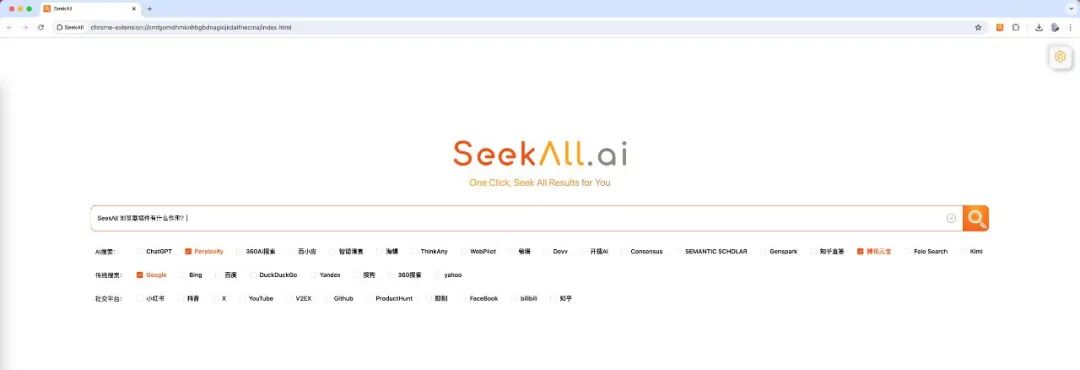 SeekAll
SeekAll chrome-extension://cmfgomdhmknhbgbdnagkijkdaifnecma/index.html
SeekAll.ai
One Click, Seek All Results for You
SeekAll 浏览器插件有什么作用?
AI搜索: ChatGPT Perplexity 360AI搜索 百小应 智谱清言 海螺 ThinkAny WebPilot 秘塔 Devv 开搜AI Consensus SEMANTIC SCHOLAR Genspark 知乎直答 腾讯元宝 Felo Search Kimi
传统搜索: Google Bing 百度 DuckDuckGo Yandex 搜狗 360搜索 yahoo
社交平台: 小红书 抖音 X YouTube V2EX Github ProductHunt 即刻 FaceBook bilibili 知乎